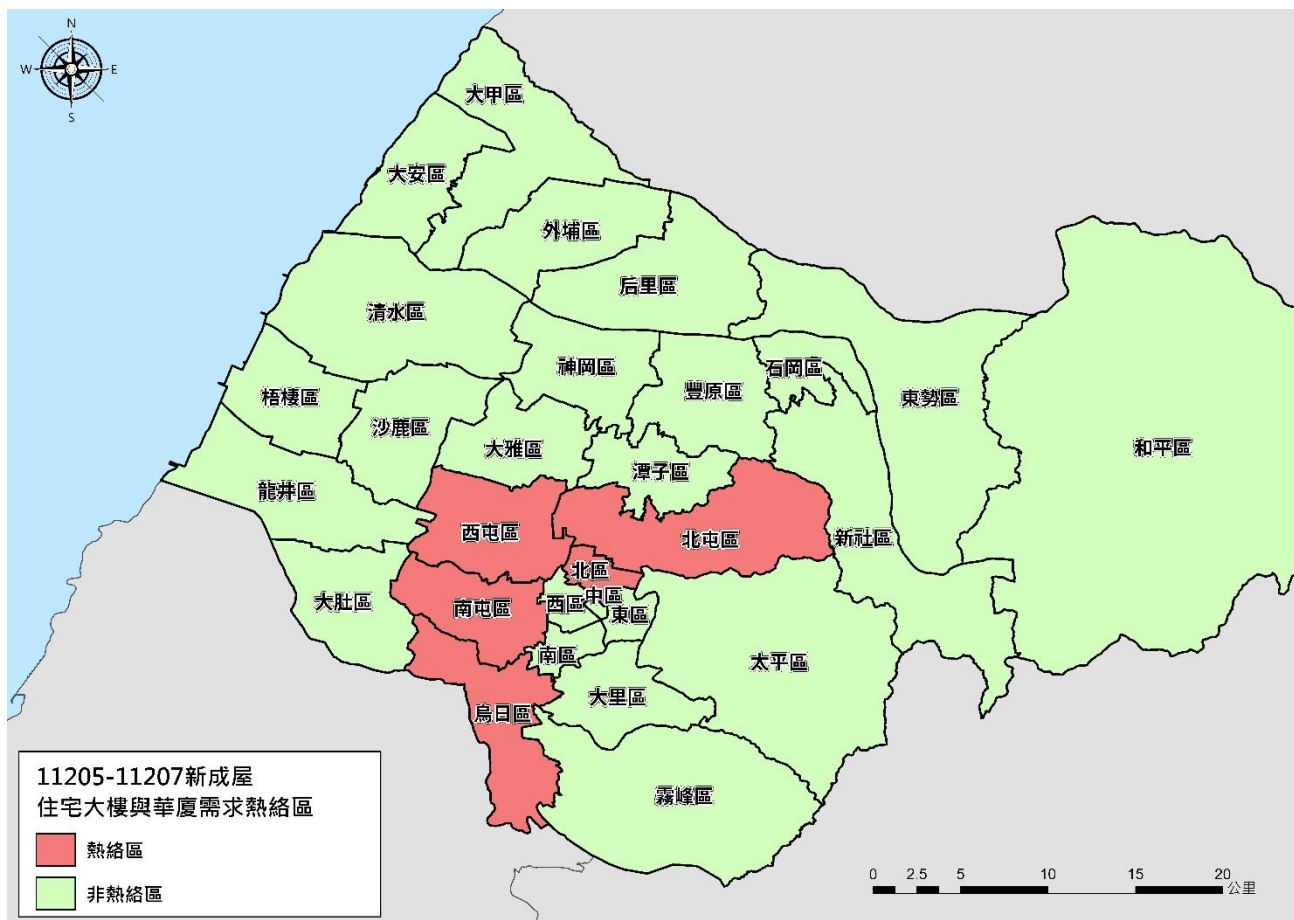 N
W
E
S
大甲區
大安區
外埔區
后里區
清水區
神岡區
石岡區
豐原區
東勢區
梧棲區
沙鹿區
大雅區
潭子區
和平區
龍井區
西屯區
北屯區
新社區
北區
中區
西區
東區
大肚區
南屯區
南區
太平區
大里區
烏日區
霧峰區
11205-11207新成屋
住宅大樓與華廈需求熱絡區
熱絡區
非熱絡區
0 2.5 5 10 15 20
公里